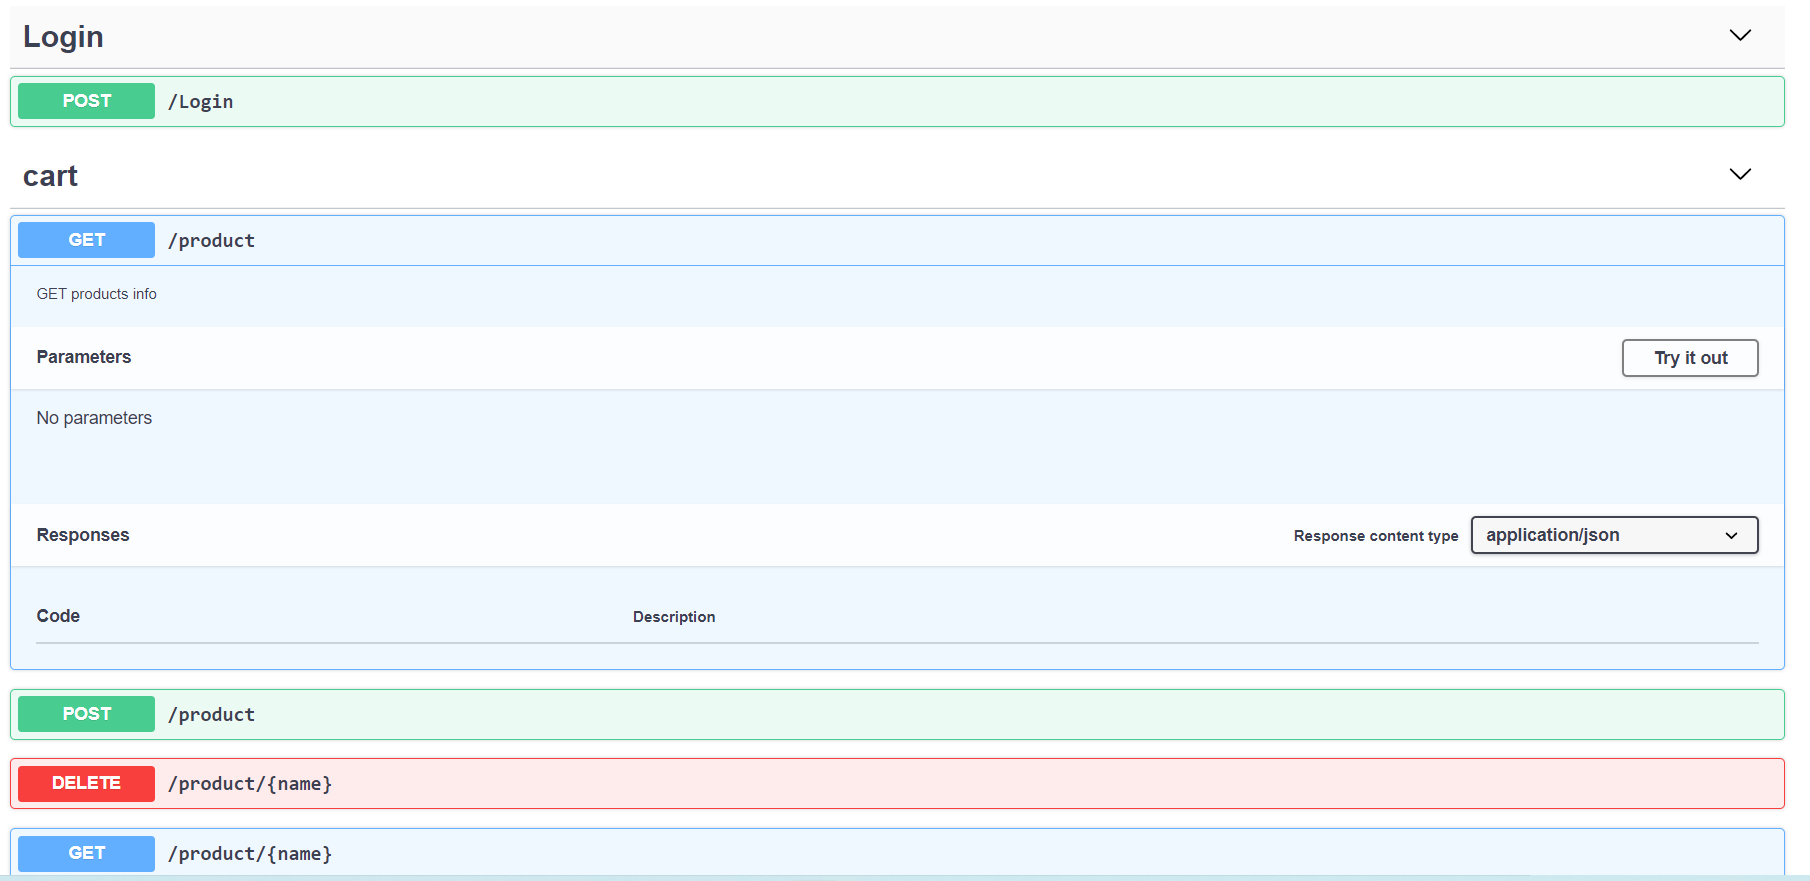 Login
POST /Login
cart
GET /product
GET products info
Parameters Try it out
No parameters
Responses Response content type application/json
Code Description
POST /product
DELETE /product/{name}
GET /product/{name}